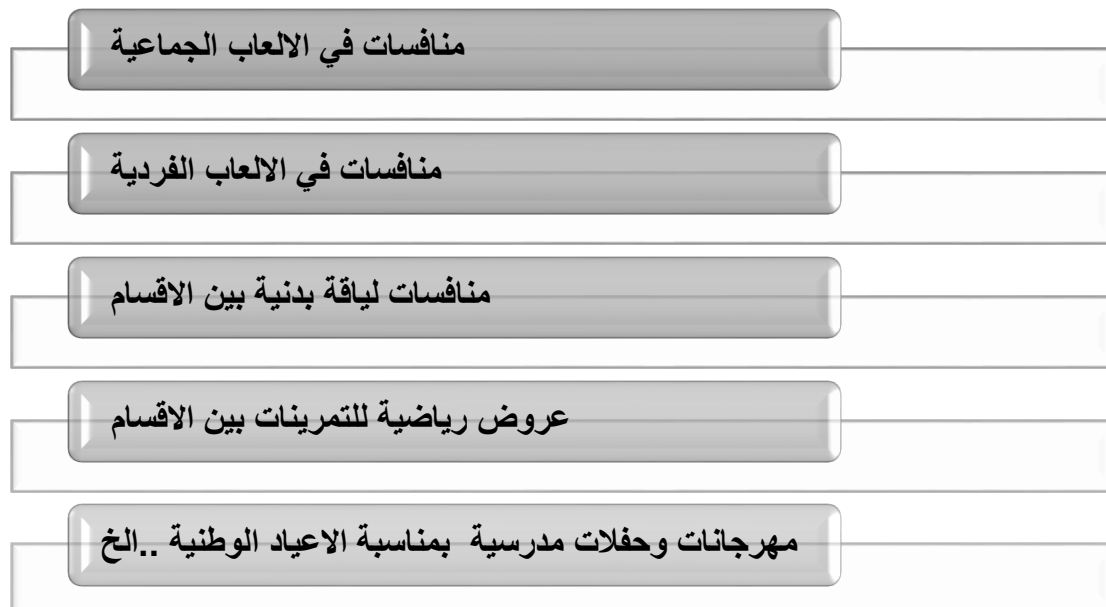 منافسات في الالعاب الجماعية
منافسات في الالعاب الفردية
منافسات لياقة بدنية بين الاقسام
عروض رياضية للتمرينات بين الاقسام
مهرجانات وحفلات مدرسية بمناسبة الاعياد الوطنية ..الخ